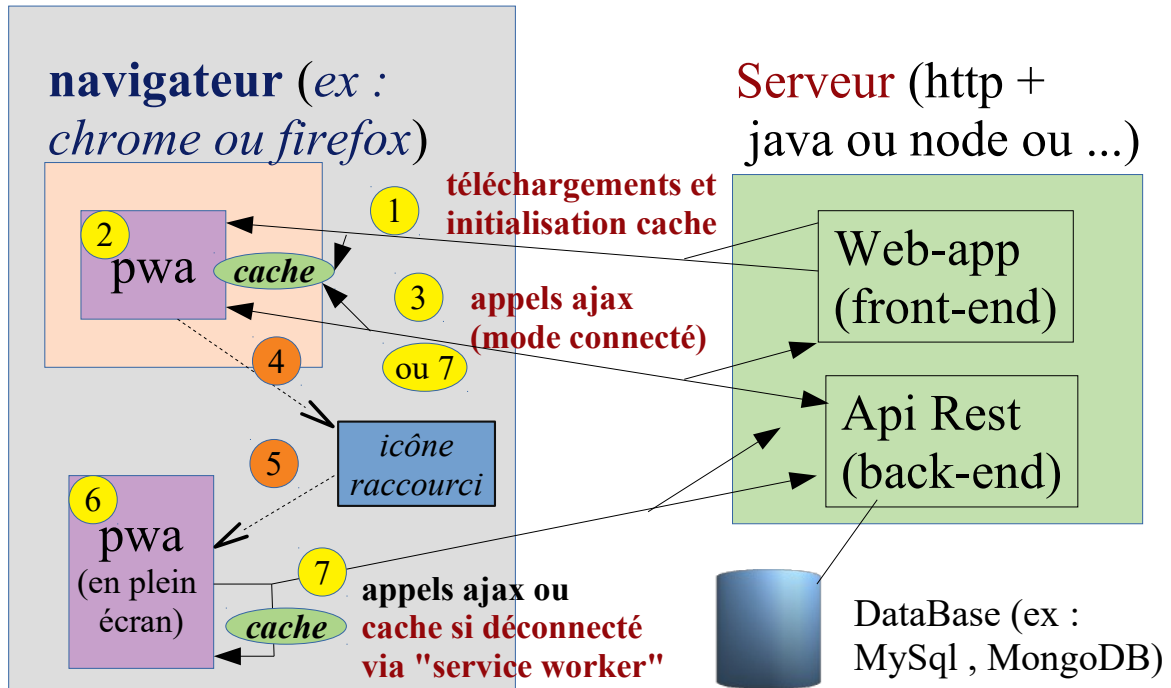 navigateur (ex :
chrome ou firefox)
Serveur (http +
java ou node ou ...)
téléchargements et
initialisation cache
1
2
pwa
cache
Web-app
(front-end)
3
appels ajax
(mode connecté)
ou 7
4
Api Rest
(back-end)
icône
raccourci
5
6
pwa
(en plein
écran)
cache
7
appels ajax ou
cache si déconnecté
via "service worker"
DataBase (ex :
MySql , MongoDB)